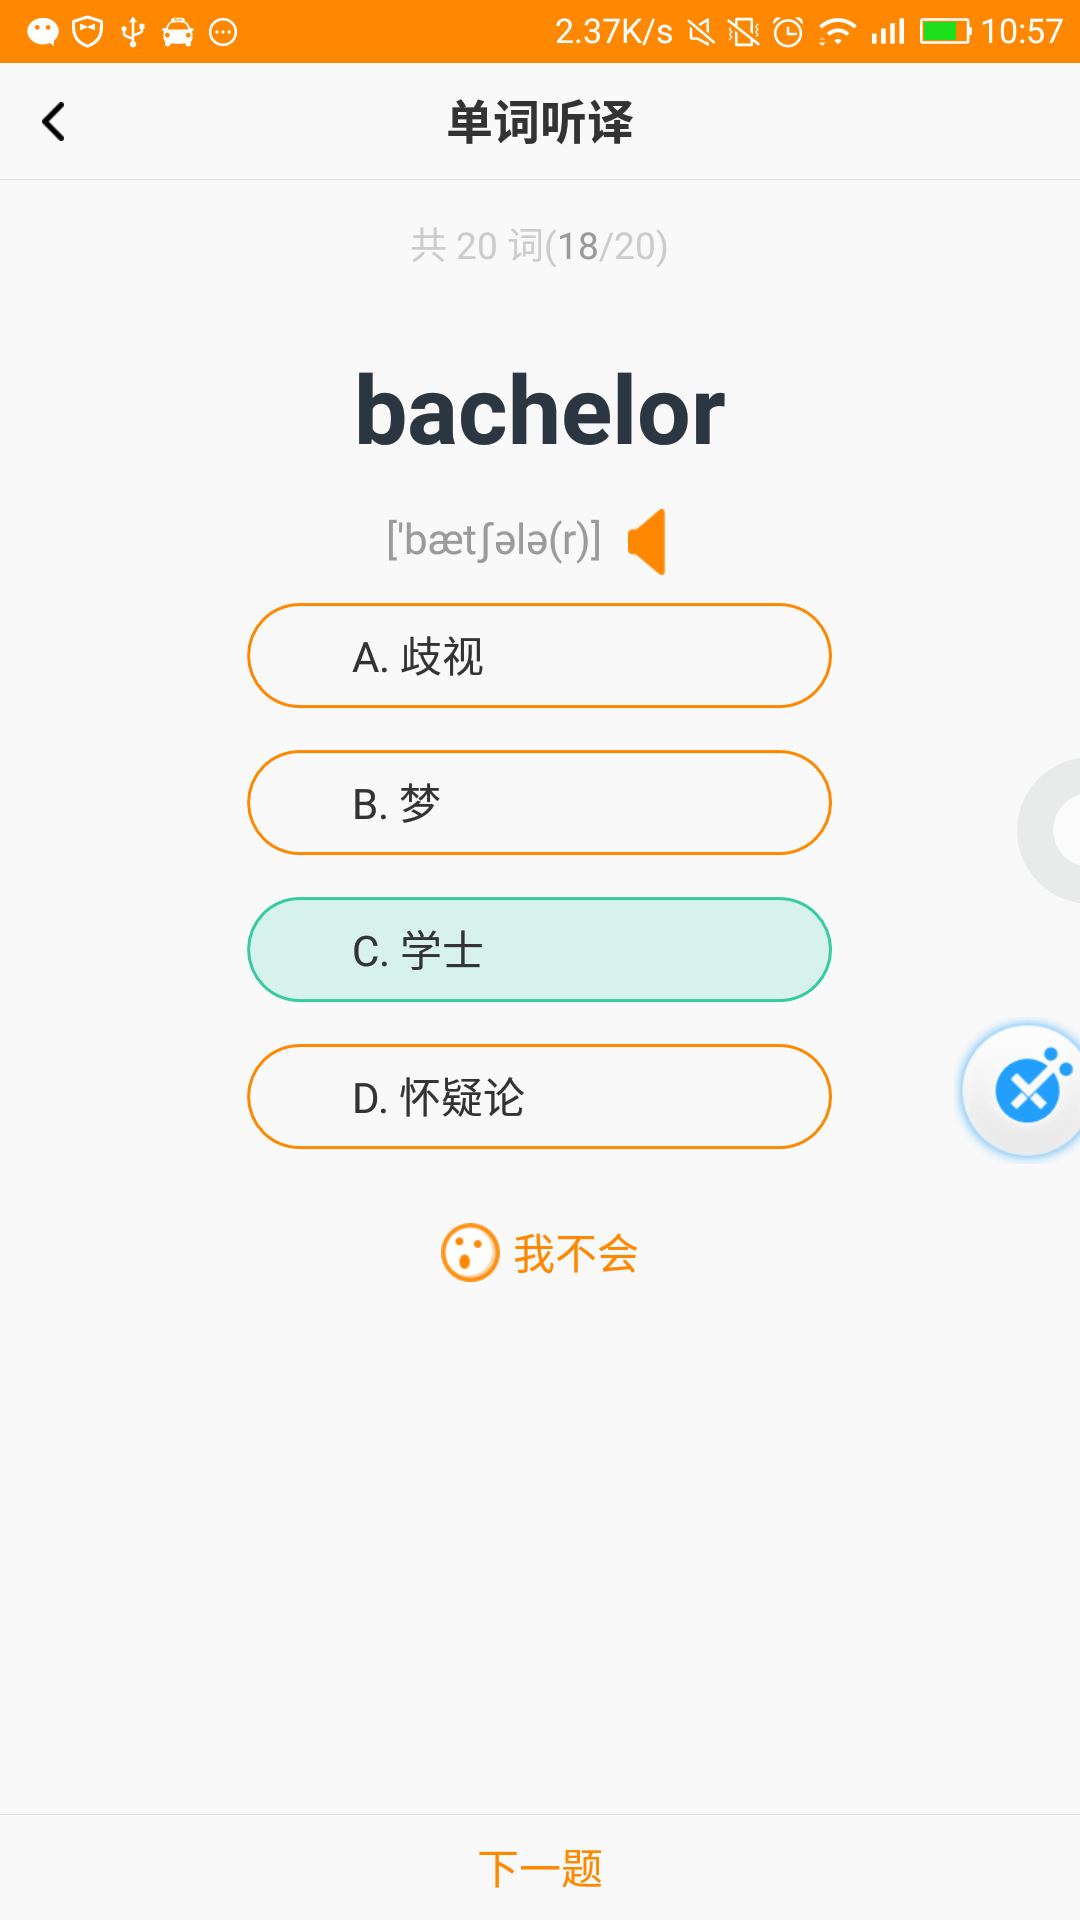 2.37K/s 10:57
单词听译
共 20 词(18/20)
bachelor
['bætʃələ(r)]
A. 歧视
B. 梦
C. 学士
D. 怀疑论
我不会
下一题